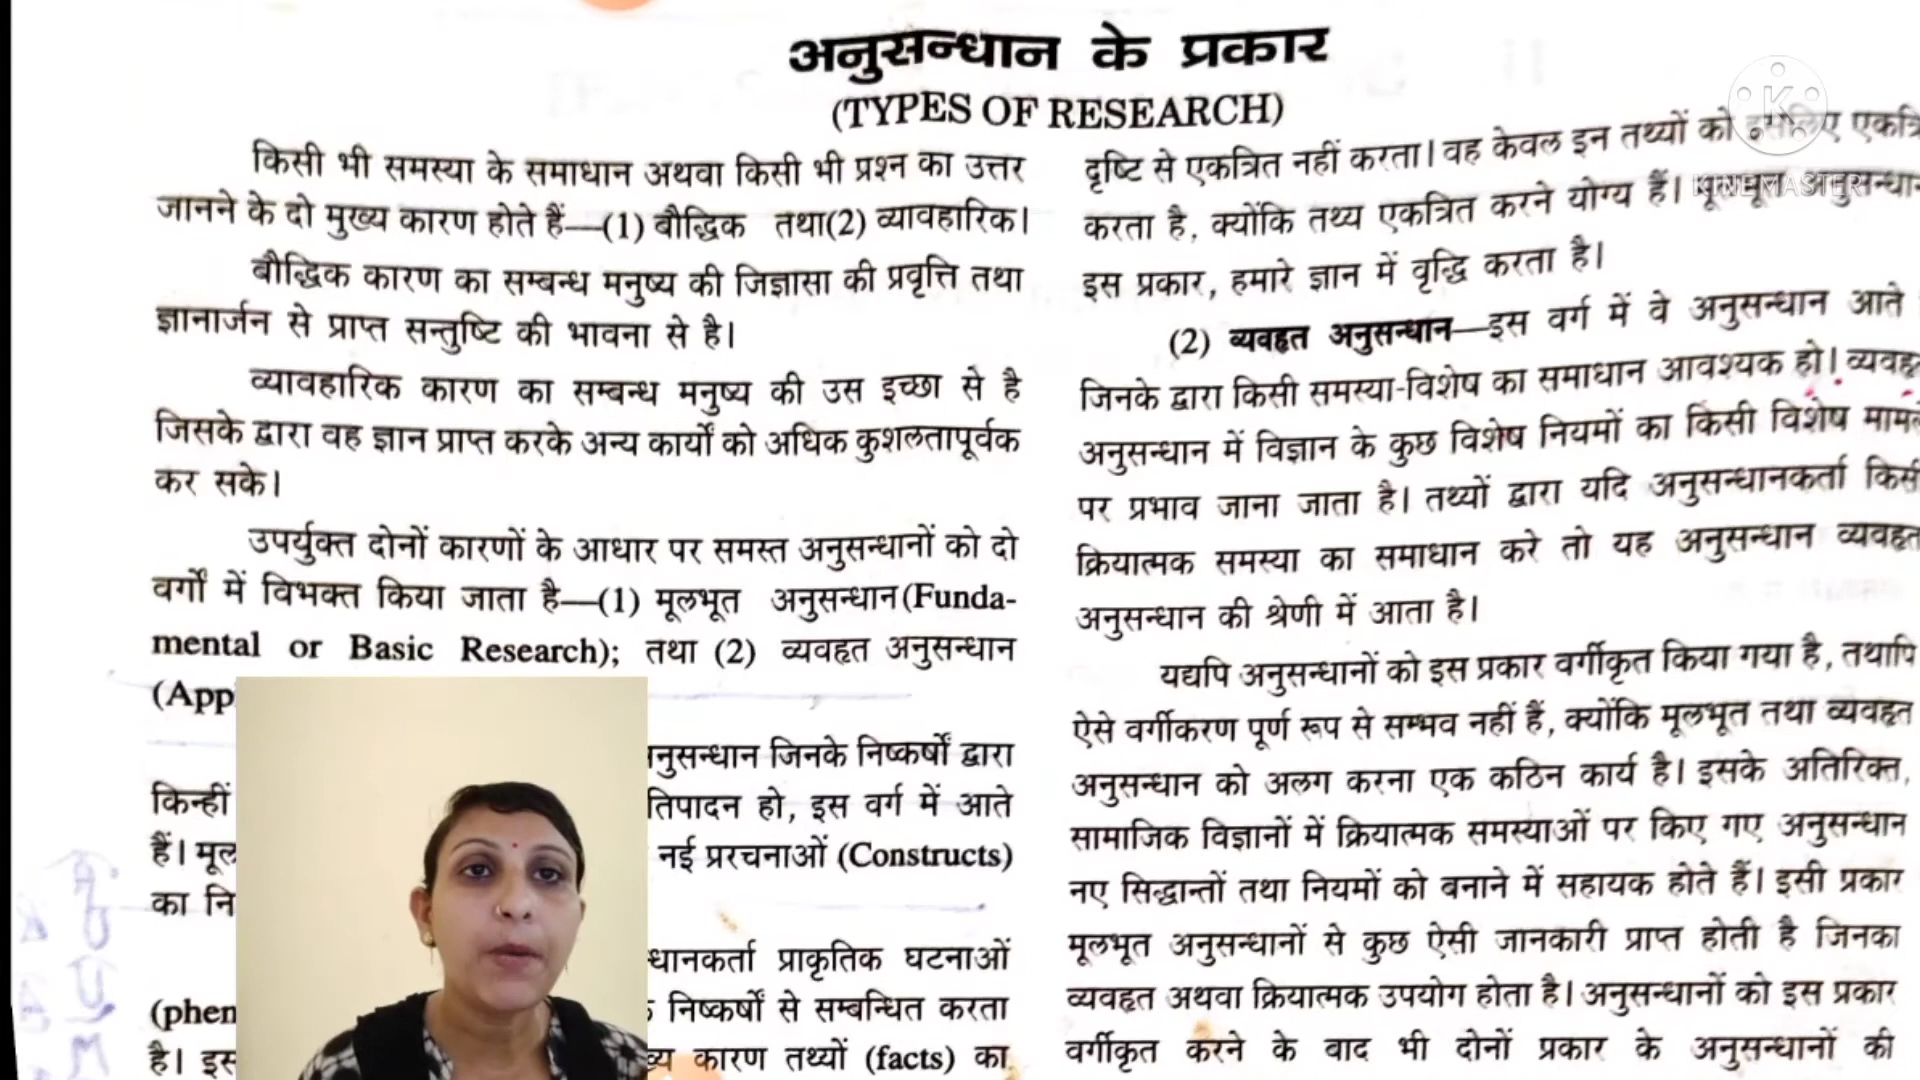 अनुसन्धान के प्रकार
(TYPES OF RESEARCH)
किसी भी समस्या के समाधान अथवा किसी भी प्रश्न का उत्तर
जानने के दो मुख्य कारण होते हैं—(1) बौद्धिक तथा(2) व्यावहारिक।
बौद्धिक कारण का सम्बन्ध मनुष्य की जिज्ञासा की प्रवृत्ति तथा
ज्ञानार्जन से प्राप्त सन्तुष्टि की भावना से है।
व्यावहारिक कारण का सम्बन्ध मनुष्य की उस इच्छा से है
जिसके द्वारा वह ज्ञान प्राप्त करके अन्य कार्यों को अधिक कुशलतापूर्वक
कर सके।
उपर्युक्त दोनों कारणों के आधार पर समस्त अनुसन्धानों को दो
वर्गों में विभक्त किया जाता है—(1) मूलभूत अनुसन्धान (Funda-
mental or Basic Research); तथा (2) व्यवहृत अनुसन्धान
(App
नुसन्धान जिनके निष्कर्षों द्वारा
किन्हीं तिपादन हो, इस वर्ग में आते
हैं। मूल नई प्ररचनाओं (Constructs)
का नि
धानकर्ता प्राकृतिक घटनाओं
(phen निष्कर्षों से सम्बन्धित करता
है। इस कारण तथ्यों (facts) का
दृष्टि से एकत्रित नहीं करता। वह केवल इन तथ्यों को इसलिए एकत्रि
करता है, क्योंकि तथ्य एकत्रित करने योग्य हैं। मूलभूत अनुसन्धान
इस प्रकार, हमारे ज्ञान में वृद्धि करता है।
(2) व्यवहृत अनुसन्धान—इस वर्ग में वे अनुसन्धान आते
जिनके द्वारा किसी समस्या-विशेष का समाधान आवश्यक हो। व्यवहृ
अनुसन्धान में विज्ञान के कुछ विशेष नियमों का किसी विशेष माम
पर प्रभाव जाना जाता है। तथ्यों द्वारा यदि अनुसन्धानकर्ता किसी
क्रियात्मक समस्या का समाधान करे तो यह अनुसन्धान व्यवहृत
अनुसन्धान की श्रेणी में आता है।
यद्यपि अनुसन्धानों को इस प्रकार वर्गीकृत किया गया है, तथापि
ऐसे वर्गीकरण पूर्ण रूप से सम्भव नहीं हैं, क्योंकि मूलभूत तथा व्यवहृत
अनुसन्धान को अलग करना एक कठिन कार्य है। इसके अतिरिक्त,
सामाजिक विज्ञानों में क्रियात्मक समस्याओं पर किए गए अनुसन्धान
नए सिद्धान्तों तथा नियमों को बनाने में सहायक होते हैं। इसी प्रकार
मूलभूत अनुसन्धानों से कुछ ऐसी जानकारी प्राप्त होती है जिनका
व्यवहृत अथवा क्रियात्मक उपयोग होता है। अनुसन्धानों को इस प्रकार
वर्गीकृत करने के बाद भी दोनों प्रकार के अनुसन्धानों की
K
KINEMASTER